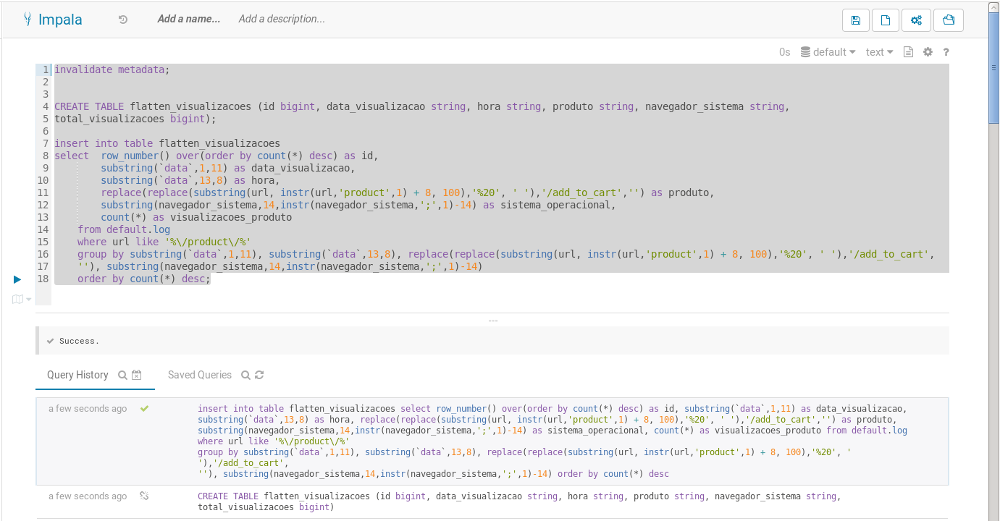 Impala Add a name... Add a description...
0s default text ?
1 invalidate metadata;
2
3
4 CREATE TABLE flatten_visualizacoes (id bigint, data_visualizacao string, hora string, produto string, navegador_sistema string,
5 total_visualizacoes bigint);
6
7 insert into table flatten_visualizacoes
8 select  row_number() over(order by count(*) desc) as id,
9         substring(`data`,1,11) as data_visualizacao,
10         substring(`data`,13,8) as hora,
11         replace(replace(substring(url, instr(url,'product',1) + 8, 100),'%20', ' '),'/add_to_cart','') as produto,
12         substring(navegador_sistema,14,instr(navegador_sistema,';',1)-14) as sistema_operacional,
13         count(*) as visualizacoes_produto
14     from default.log
15     where url like '%\/product\/%'
16     group by substring(`data`,1,11), substring(`data`,13,8), replace(replace(substring(url, instr(url,'product',1) + 8, 100),'%20', ' '),'/add_to_cart',
17     ''), substring(navegador_sistema,14,instr(navegador_sistema,';',1)-14)
18     order by count(*) desc;
Success.
Query History Saved Queries
a few seconds ago insert into table flatten_visualizacoes select row_number() over(order by count(*) desc) as id, substring(`data`,1,11) as data_visualizacao,
substring(`data`,13,8) as hora, replace(replace(substring(url, instr(url,'product',1) + 8, 100),'%20', ' '),'/add_to_cart','') as produto,
substring(navegador_sistema,14,instr(navegador_sistema,';',1)-14) as sistema_operacional, count(*) as visualizacoes_produto from default.log
where url like '%\/product\/%'
group by substring(`data`,1,11), substring(`data`,13,8), replace(replace(substring(url, instr(url,'product',1) + 8, 100),'%20', '
'),'/add_to_cart',
''), substring(navegador_sistema,14,instr(navegador_sistema,';',1)-14) order by count(*) desc
a few seconds ago CREATE TABLE flatten_visualizacoes (id bigint, data_visualizacao string, hora string, produto string, navegador_sistema string,
total_visualizacoes bigint)